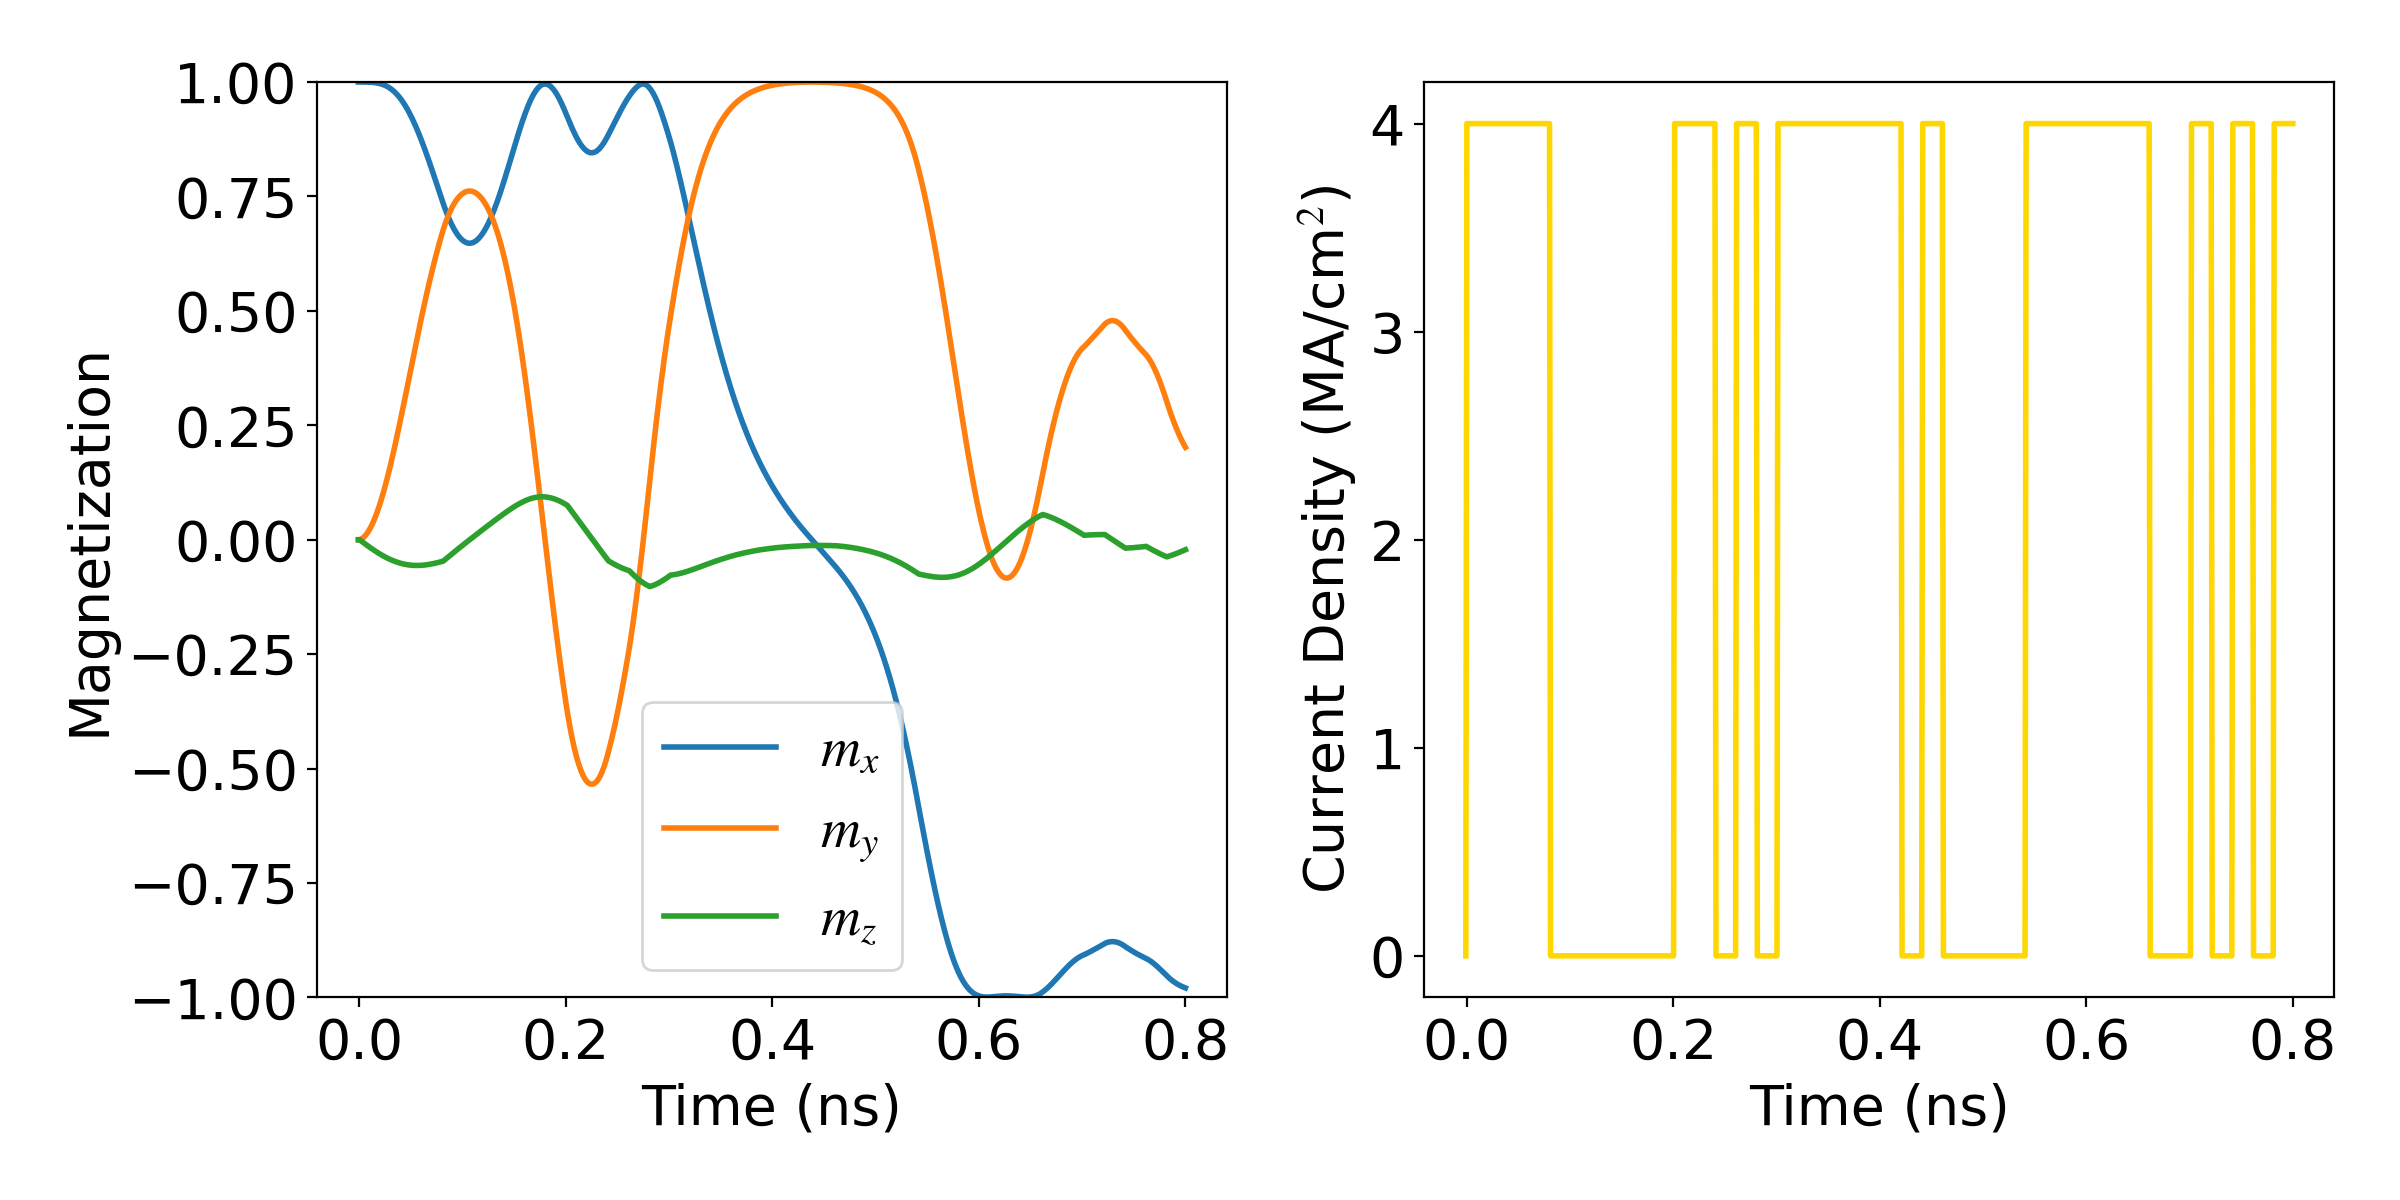 1.00
0.75
0.50
0.25
0.00
−0.25
−0.50
−0.75
−1.00
Magnetization
0.0 0.2 0.4 0.6 0.8
Time (ns)
m_x
m_y
m_z
4
3
2
1
0
Current Density (MA/cm²)
0.0 0.2 0.4 0.6 0.8
Time (ns)